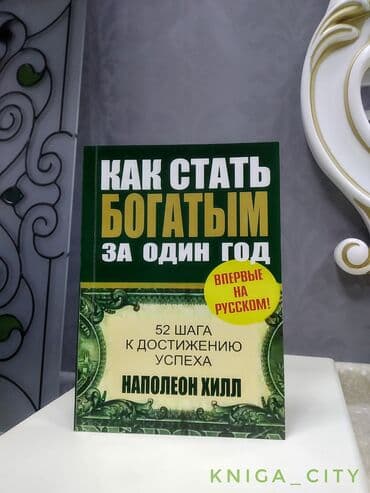 КАК СТАТЬ
БОГАТЫМ
ЗА ОДИН ГОД
ВПЕРВЫЕ
НА
РУССКОМ!
52 ШАГА
К ДОСТИЖЕНИЮ
УСПЕХА
НАПОЛЕОН ХИЛЛ
KNIGA_CITY